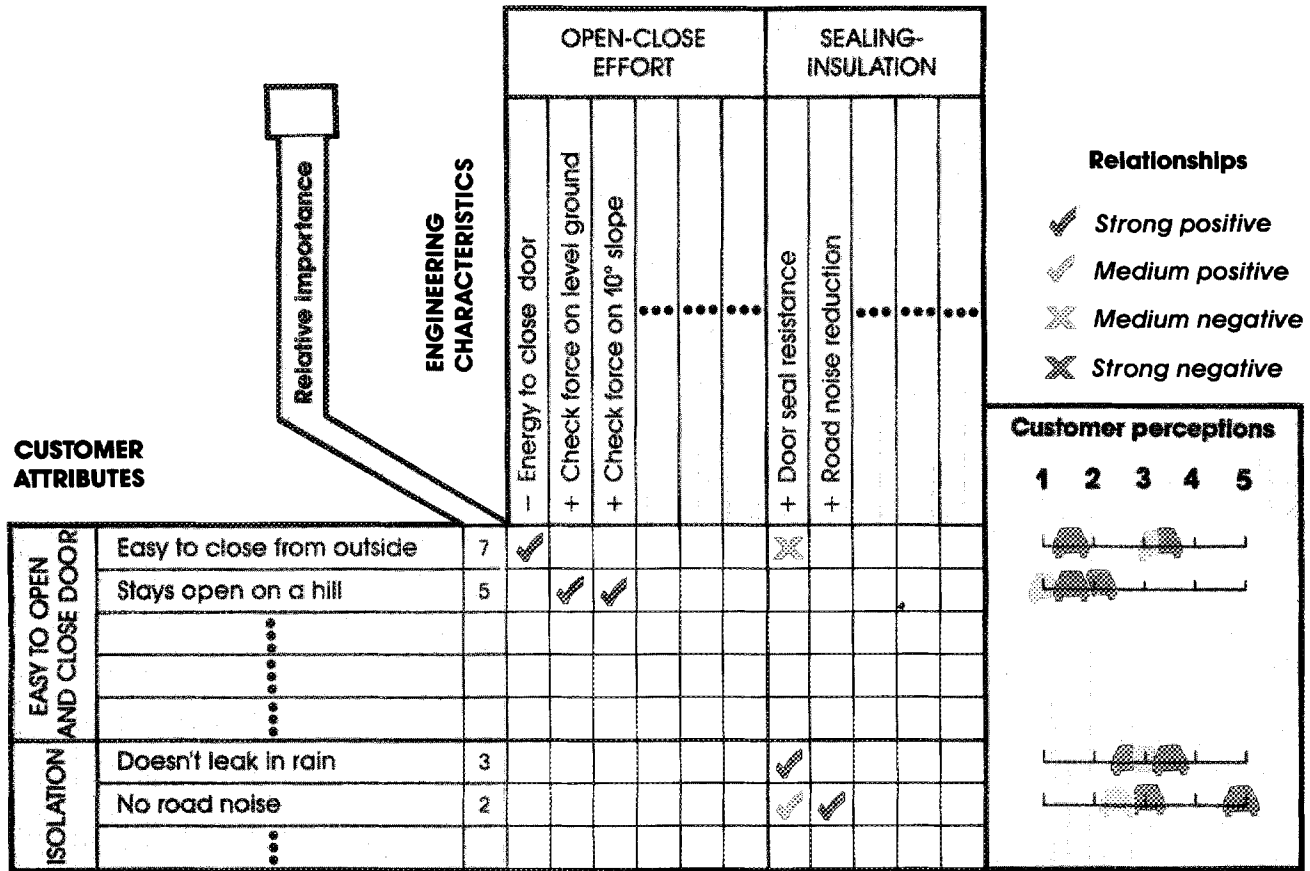 OPEN-CLOSE
EFFORT
SEALING-
INSULATION
Relative importance
ENGINEERING
CHARACTERISTICS
– Energy to close door
+ Check force on level ground
+ Check force on 10° slope
+ Door seal resistance
+ Road noise reduction
Relationships
Strong positive
Medium positive
Medium negative
Strong negative
CUSTOMER
ATTRIBUTES
Customer perceptions
1 2 3 4 5
EASY TO OPEN
AND CLOSE DOOR
Easy to close from outside 7
Stays open on a hill 5
ISOLATION
Doesn't leak in rain 3
No road noise 2